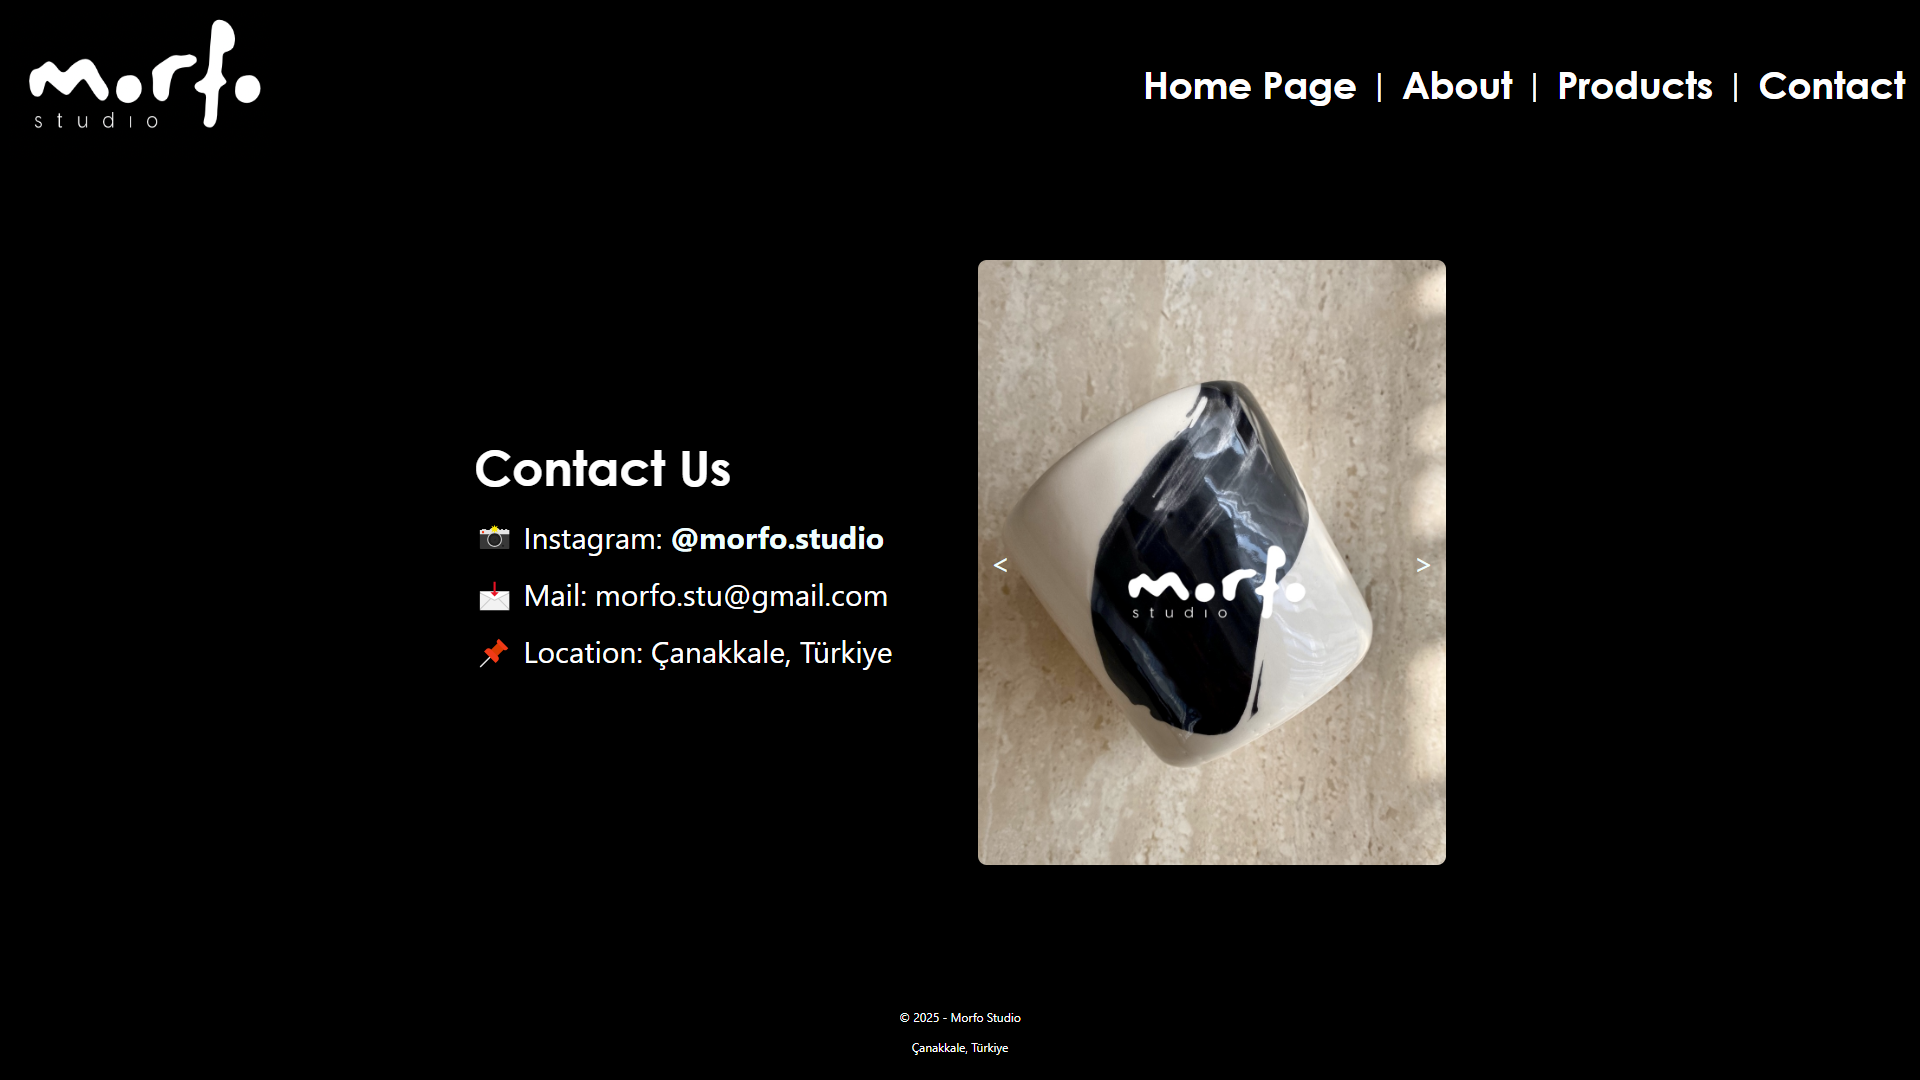 morfo
studio
Home Page | About | Products | Contact
Contact Us
📸 Instagram: @morfo.studio
📩 Mail: morfo.stu@gmail.com
📌 Location: Çanakkale, Türkiye
< >
morfo
studio
© 2025 - Morfo Studio
Çanakkale, Türkiye